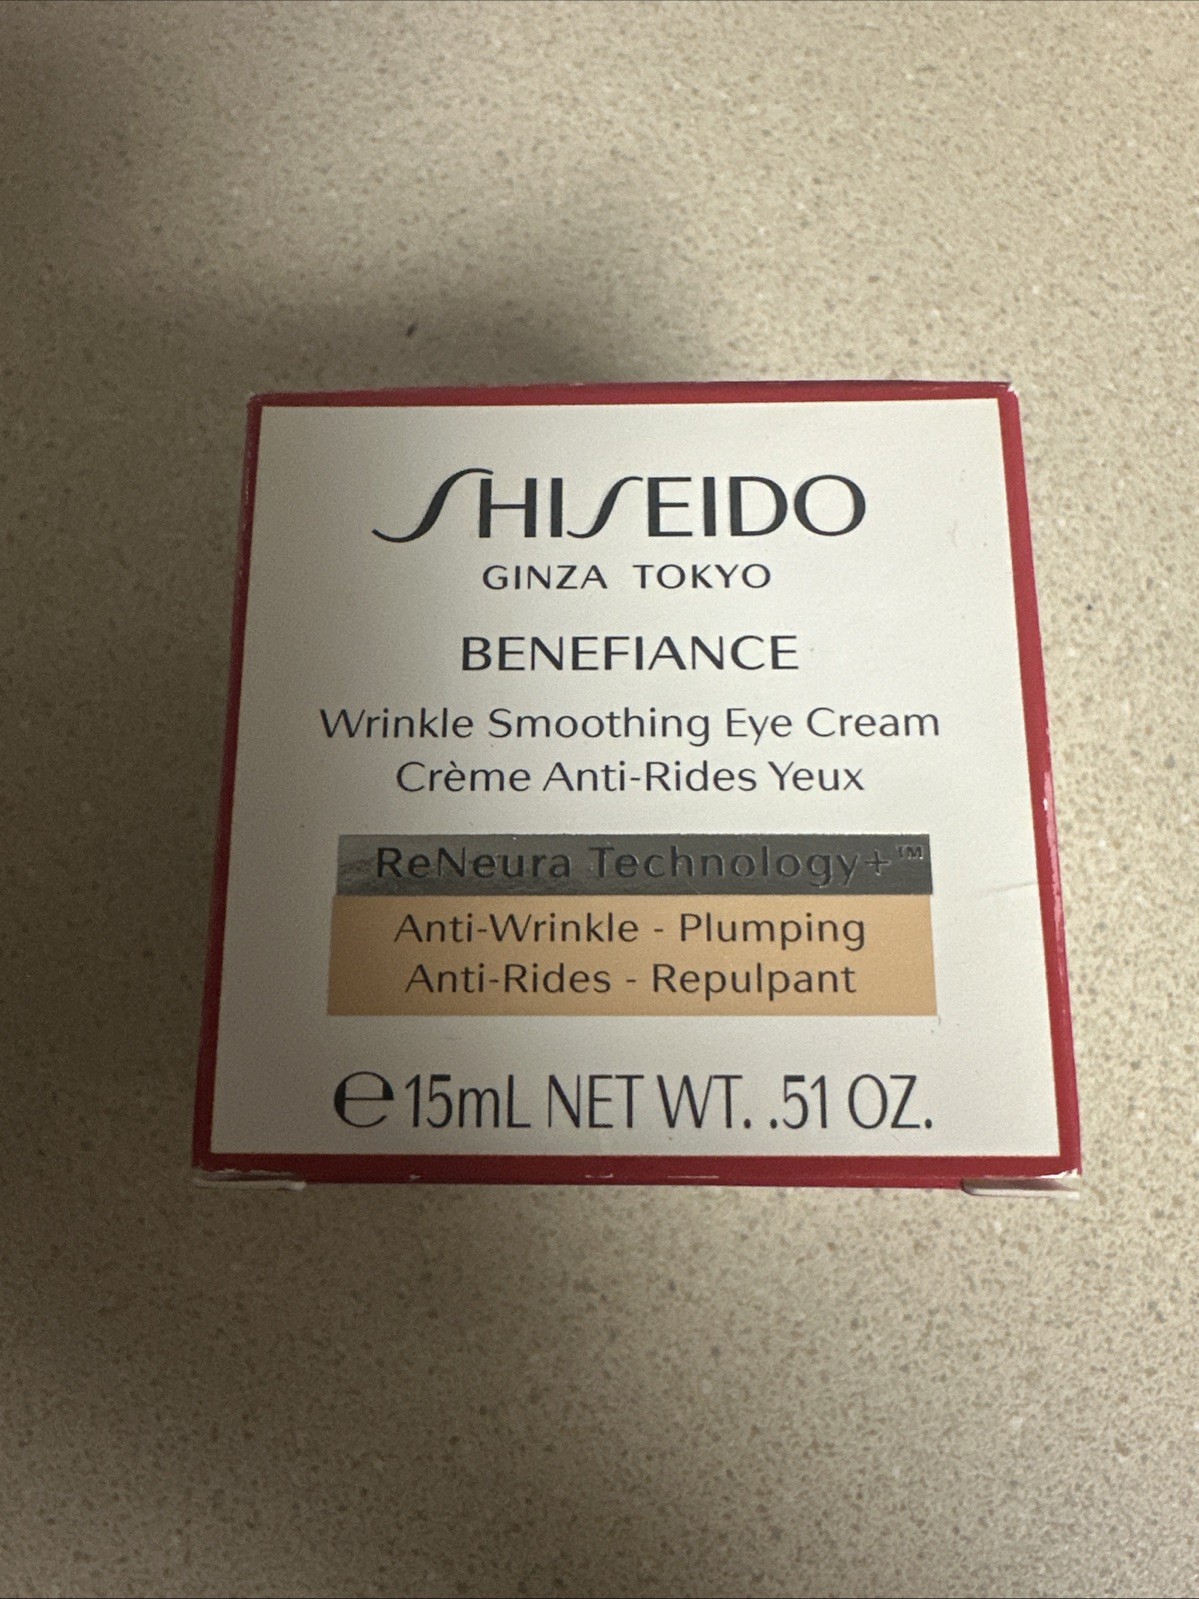 SHISEIDO
GINZA TOKYO
BENEFIANCE
Wrinkle Smoothing Eye Cream
Crème Anti-Rides Yeux
ReNeura Technology+™
Anti-Wrinkle - Plumping
Anti-Rides - Repulpant
℮15mL NET WT. .51 OZ.